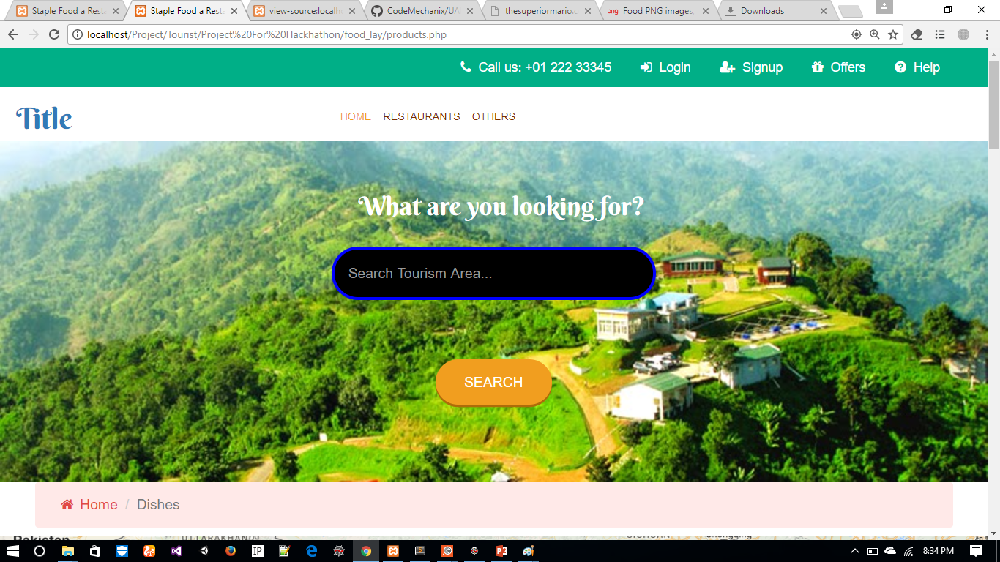 Staple Food a Resta
Staple Food a Resta
view-source:localh
CodeMechanix/UA
thesuperiormario.c
png Food PNG images,
Downloads
localhost/Project/Tourist/Project%20For%20Hackhathon/food_lay/products.php
Call us: +01 222 33345
Login
Signup
Offers
Help
Title
HOME
RESTAURANTS
OTHERS
What are you looking for?
Search Tourism Area...
SEARCH
Home / Dishes
Pakistan
UTTARAKHAND
SICHUAN
Chongqing
IP
8:34 PM